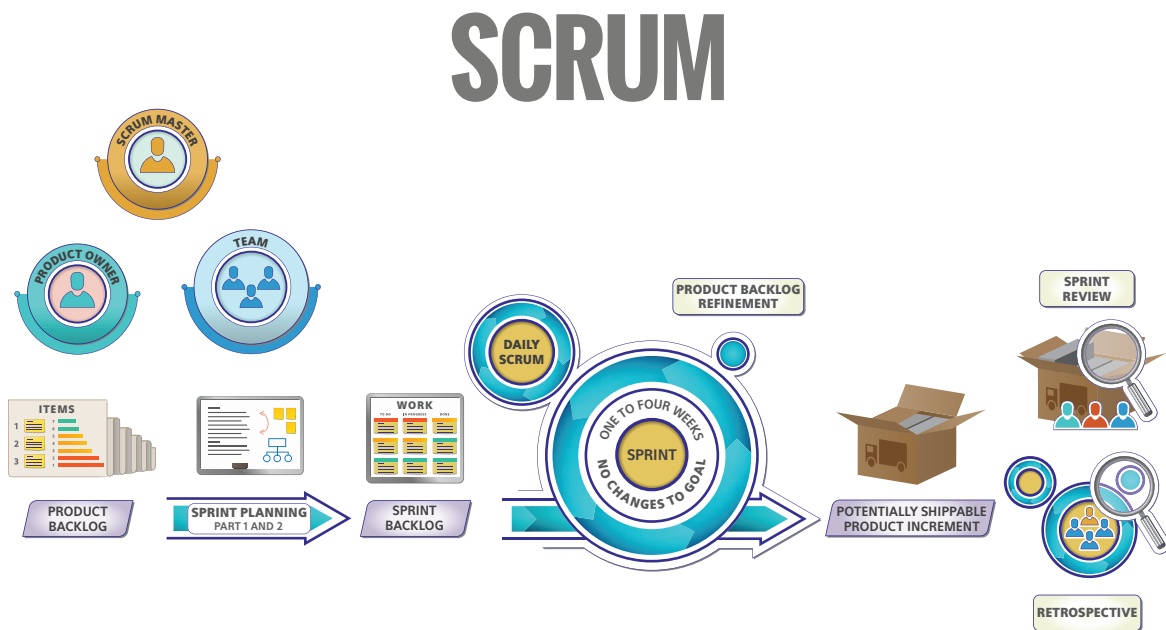 SCRUM
SCRUM MASTER
PRODUCT OWNER
TEAM
PRODUCT BACKLOG
REFINEMENT
SPRINT
REVIEW
DAILY
SCRUM
ITEMS
1
2
3
WORK
TO DO
IN PROGRESS
DONE
ONE TO FOUR WEEKS
SPRINT
NO CHANGES TO GOAL
PRODUCT
BACKLOG
SPRINT PLANNING
PART 1 AND 2
SPRINT
BACKLOG
POTENTIALLY SHIPPABLE
PRODUCT INCREMENT
RETROSPECTIVE